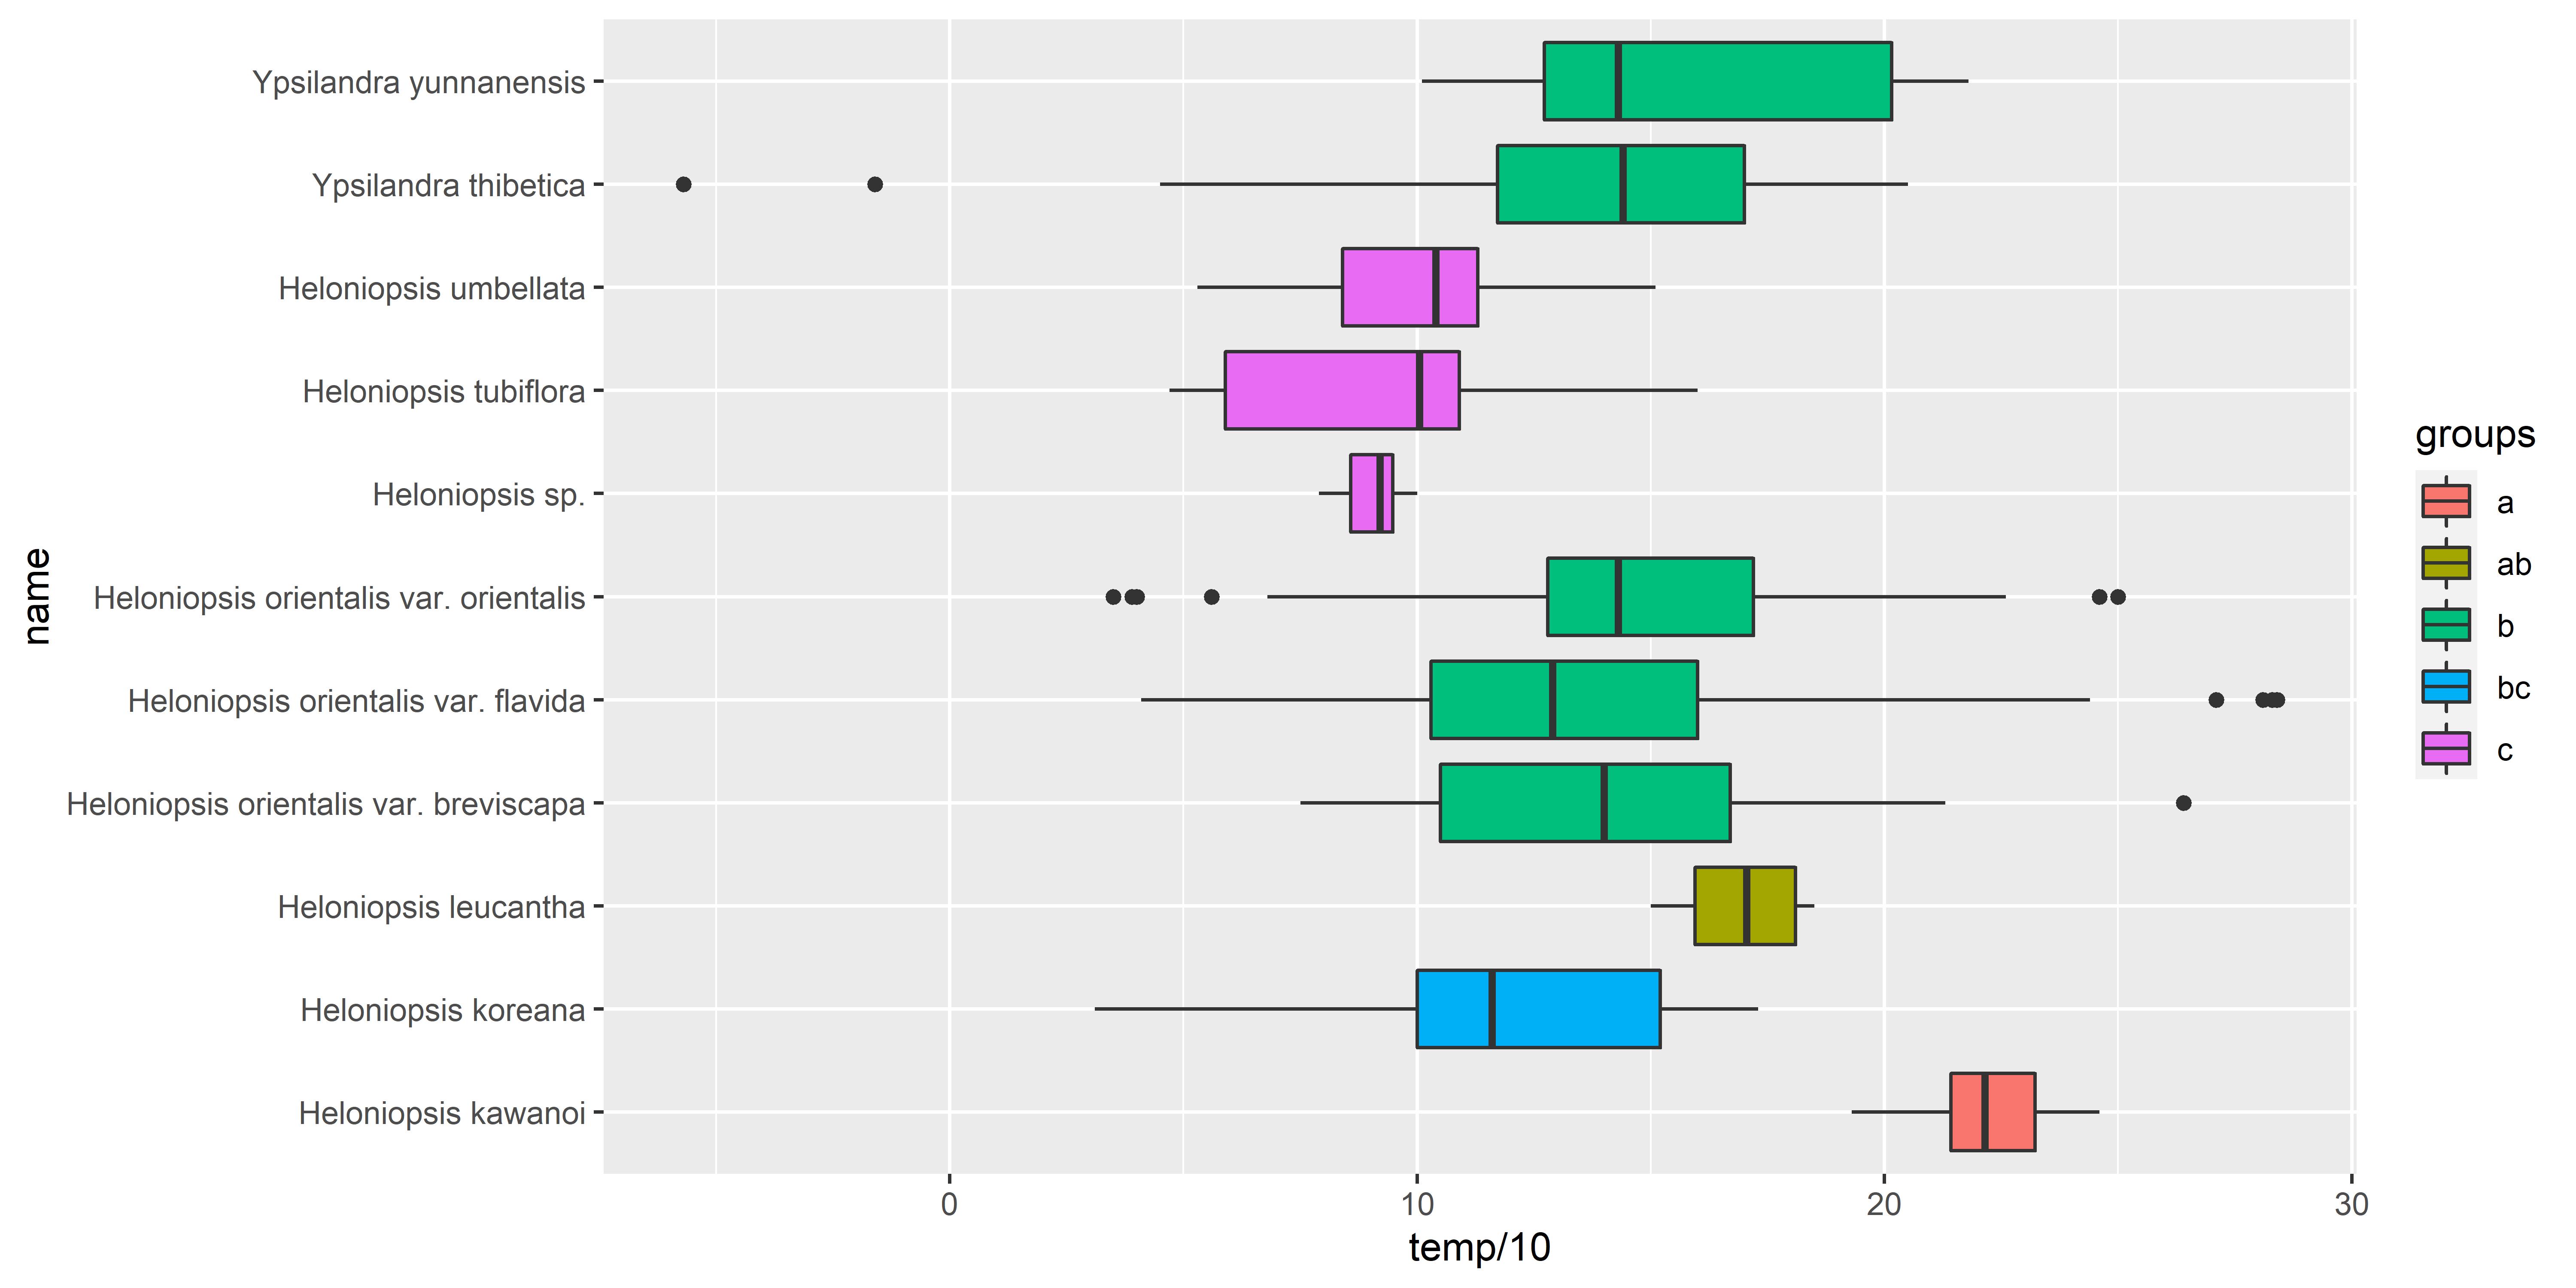 name
Ypsilandra yunnanensis
Ypsilandra thibetica
Heloniopsis umbellata
Heloniopsis tubiflora
Heloniopsis sp.
Heloniopsis orientalis var. orientalis
Heloniopsis orientalis var. flavida
Heloniopsis orientalis var. breviscapa
Heloniopsis leucantha
Heloniopsis koreana
Heloniopsis kawanoi
0 10 20 30
temp/10
groups
a
ab
b
bc
c